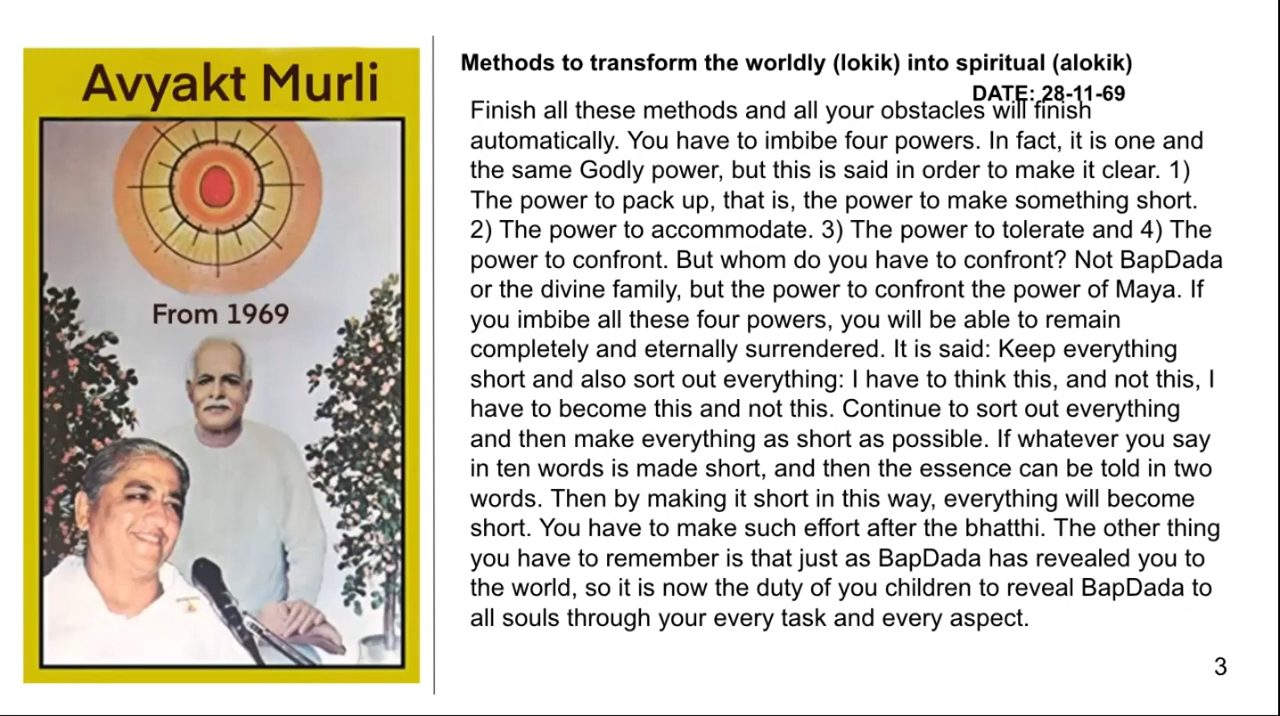 Avyakt Murli
From 1969
Methods to transform the worldly (lokik) into spiritual (alokik)
DATE: 28-11-69
Finish all these methods and all your obstacles will finish
automatically. You have to imbibe four powers. In fact, it is one and
the same Godly power, but this is said in order to make it clear. 1)
The power to pack up, that is, the power to make something short.
2) The power to accommodate. 3) The power to tolerate and 4) The
power to confront. But whom do you have to confront? Not BapDada
or the divine family, but the power to confront the power of Maya. If
you imbibe all these four powers, you will be able to remain
completely and eternally surrendered. It is said: Keep everything
short and also sort out everything: I have to think this, and not this, I
have to become this and not this. Continue to sort out everything
and then make everything as short as possible. If whatever you say
in ten words is made short, and then the essence can be told in two
words. Then by making it short in this way, everything will become
short. You have to make such effort after the bhatthi. The other thing
you have to remember is that just as BapDada has revealed you to
the world, so it is now the duty of you children to reveal BapDada to
all souls through your every task and every aspect.
3